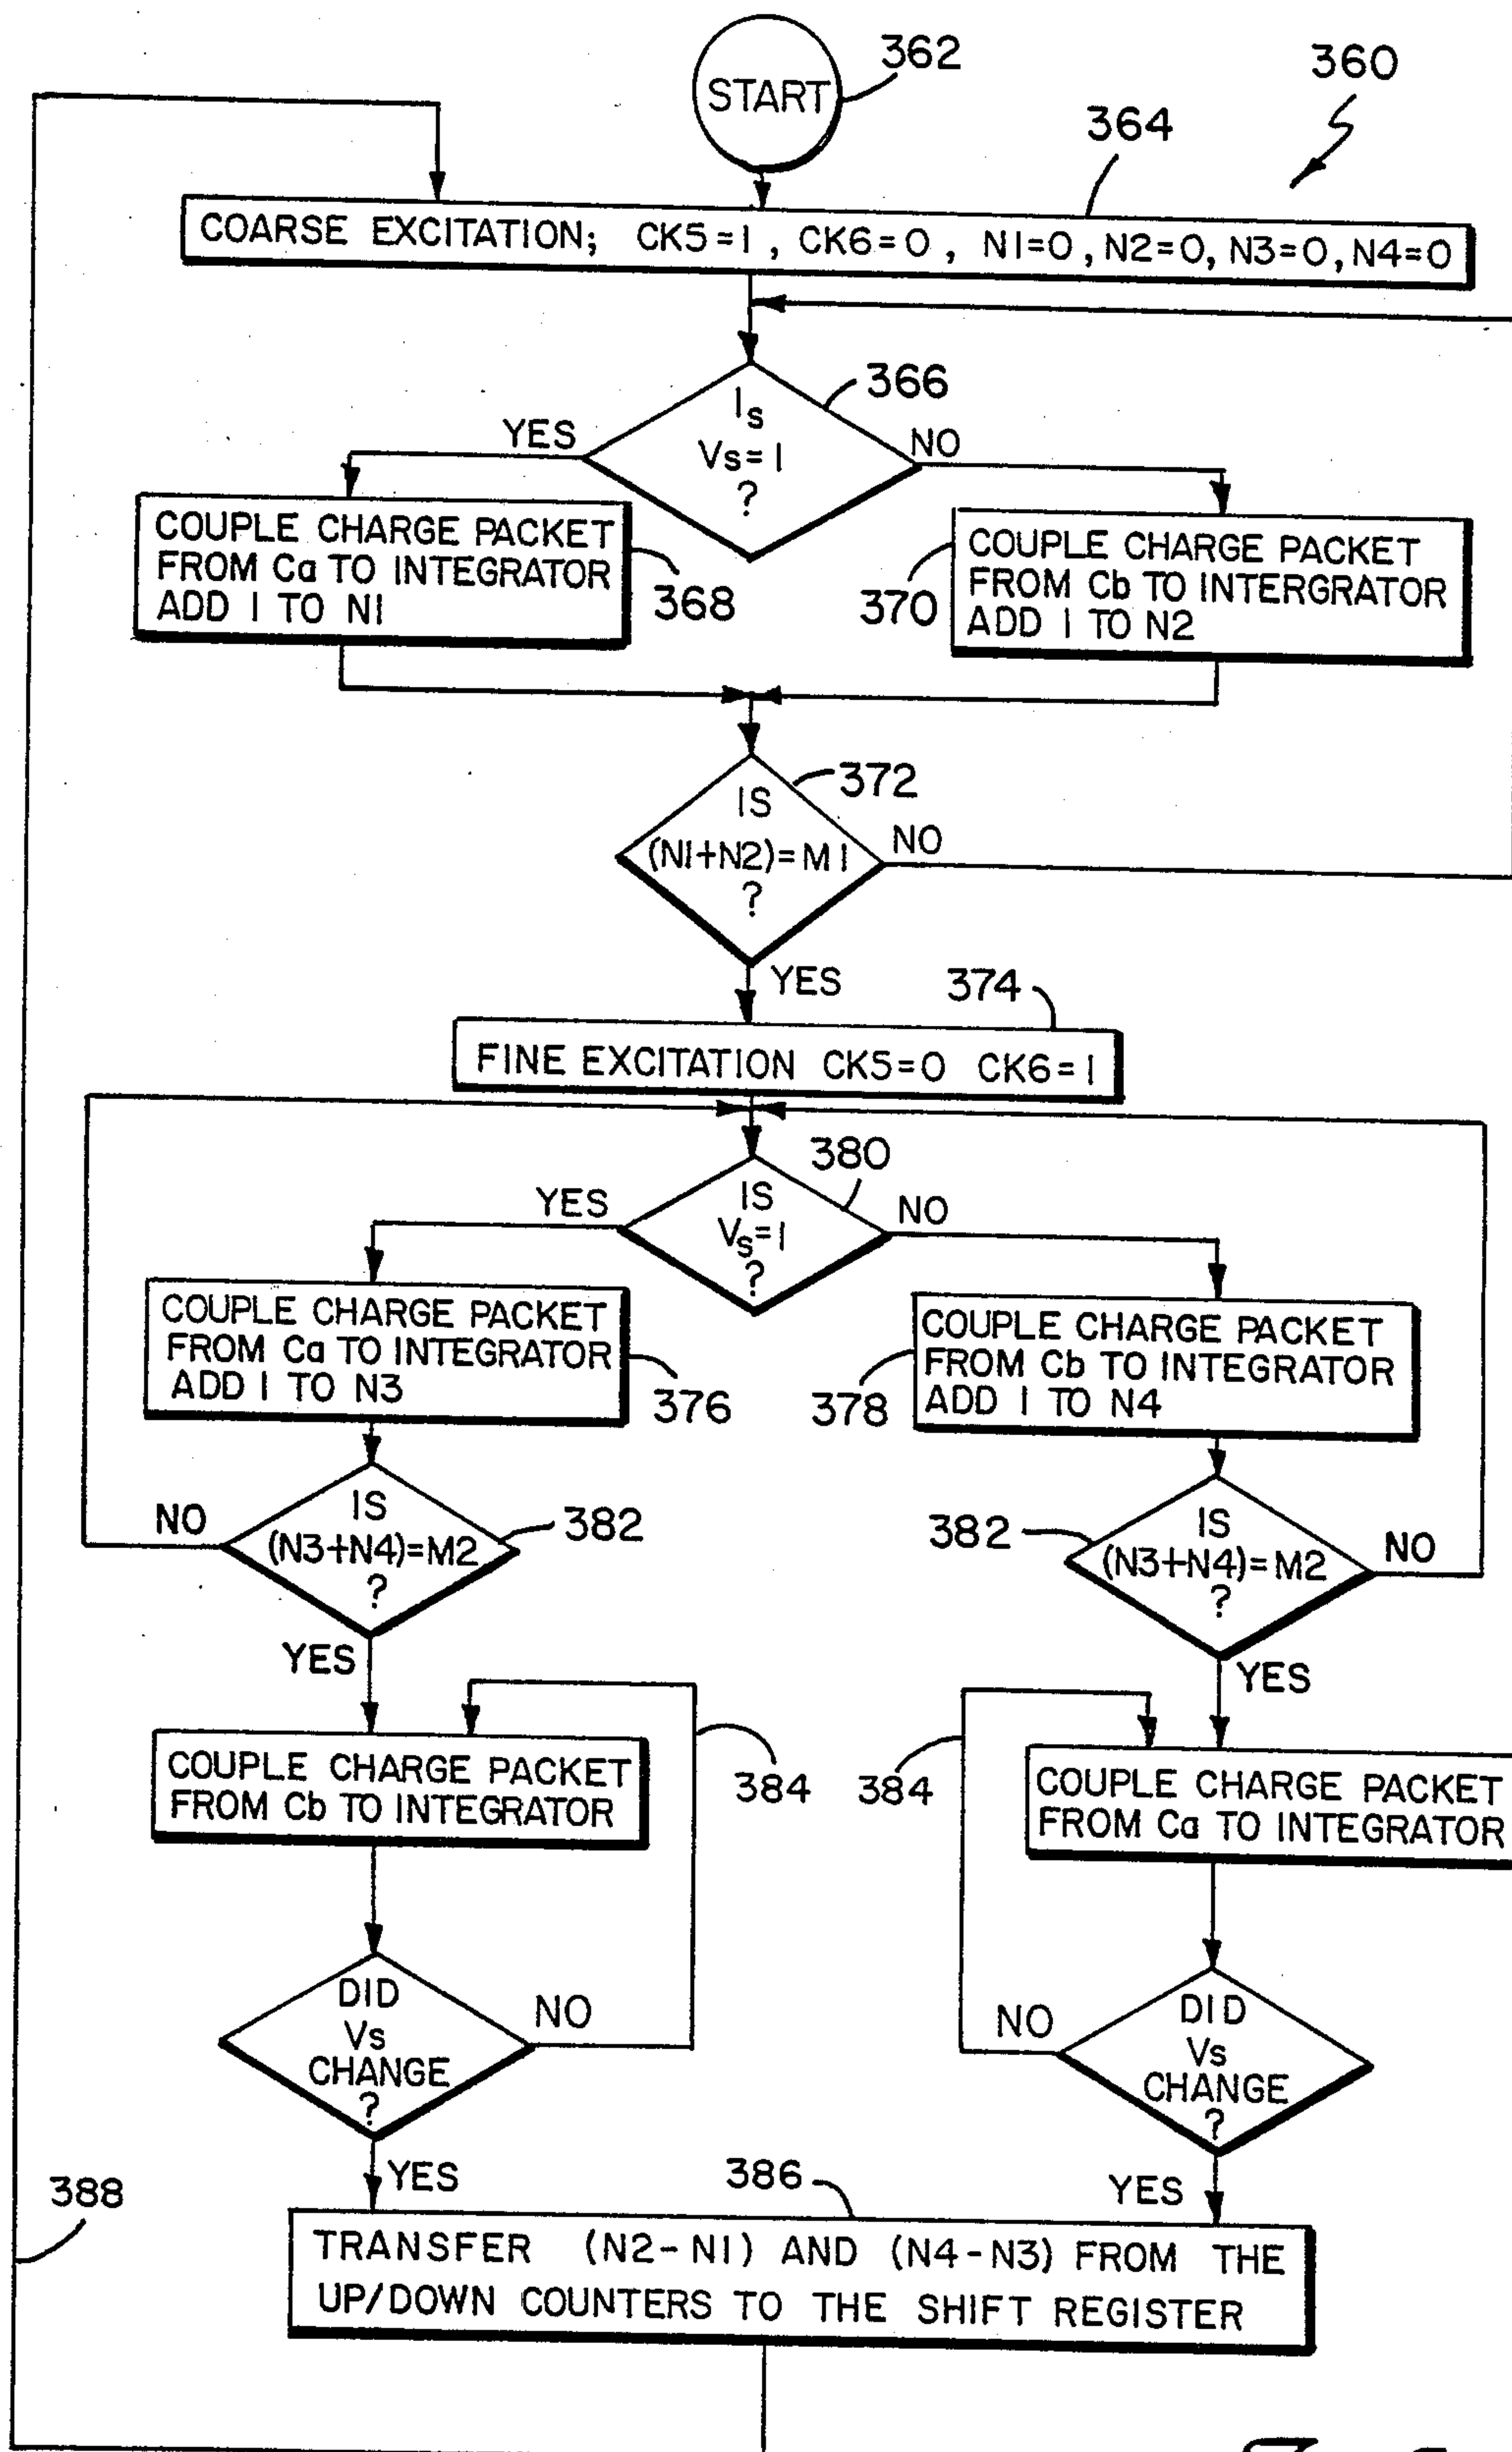 START
362
360
364
COARSE EXCITATION; CK5=1, CK6=0, N1=0, N2=0, N3=0, N4=0
366
Is
Vs=1
?
YES
NO
COUPLE CHARGE PACKET
FROM Ca TO INTEGRATOR
ADD 1 TO N1
368
370
COUPLE CHARGE PACKET
FROM Cb TO INTERGRATOR
ADD 1 TO N2
372
IS
(N1+N2)=M1
?
NO
YES
374
FINE EXCITATION CK5=0 CK6=1
380
IS
Vs=1
?
YES
NO
COUPLE CHARGE PACKET
FROM Ca TO INTEGRATOR
ADD 1 TO N3
376
378
COUPLE CHARGE PACKET
FROM Cb TO INTEGRATOR
ADD 1 TO N4
NO
IS
(N3+N4)=M2
?
382
382
IS
(N3+N4)=M2
?
NO
YES
YES
COUPLE CHARGE PACKET
FROM Cb TO INTEGRATOR
384
384
COUPLE CHARGE PACKET
FROM Ca TO INTEGRATOR
DID
Vs
CHANGE
?
NO
NO
DID
Vs
CHANGE
?
YES
386
YES
388
TRANSFER (N2-N1) AND (N4-N3) FROM THE
UP/DOWN COUNTERS TO THE SHIFT REGISTER